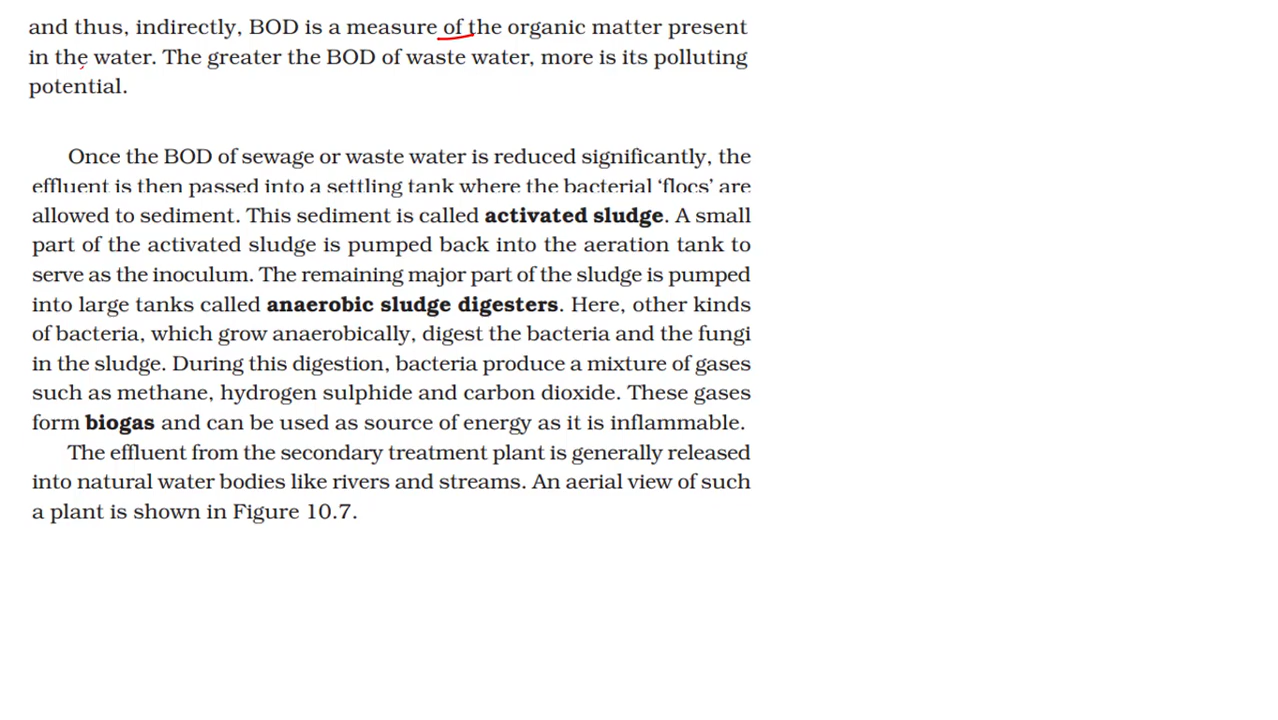 and thus, indirectly, BOD is a measure of the organic matter present
in the water. The greater the BOD of waste water, more is its polluting
potential.
Once the BOD of sewage or waste water is reduced significantly, the
effluent is then passed into a settling tank where the bacterial ‘flocs’ are
allowed to sediment. This sediment is called activated sludge. A small
part of the activated sludge is pumped back into the aeration tank to
serve as the inoculum. The remaining major part of the sludge is pumped
into large tanks called anaerobic sludge digesters. Here, other kinds
of bacteria, which grow anaerobically, digest the bacteria and the fungi
in the sludge. During this digestion, bacteria produce a mixture of gases
such as methane, hydrogen sulphide and carbon dioxide. These gases
form biogas and can be used as source of energy as it is inflammable.
The effluent from the secondary treatment plant is generally released
into natural water bodies like rivers and streams. An aerial view of such
a plant is shown in Figure 10.7.